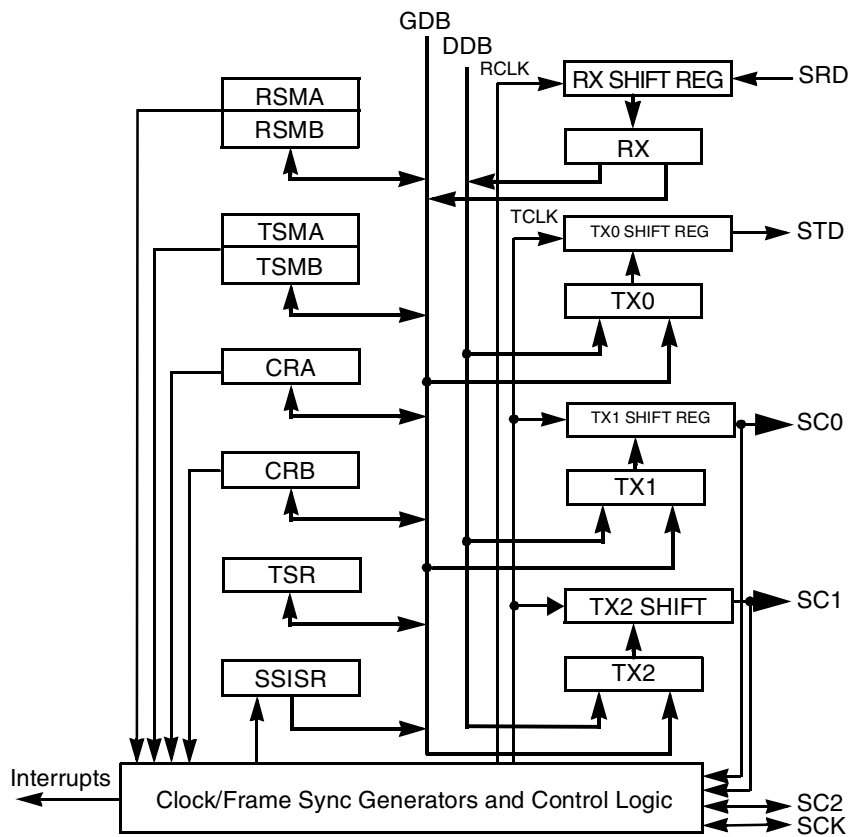 GDB
DDB
RCLK
RX SHIFT REG
SRD
RSMA
RSMB
RX
TCLK
TX0 SHIFT REG
STD
TSMA
TSMB
TX0
CRA
TX1 SHIFT REG
SC0
CRB
TX1
TSR
TX2 SHIFT
SC1
SSISR
TX2
Interrupts
Clock/Frame Sync Generators and Control Logic
SC2
SCK